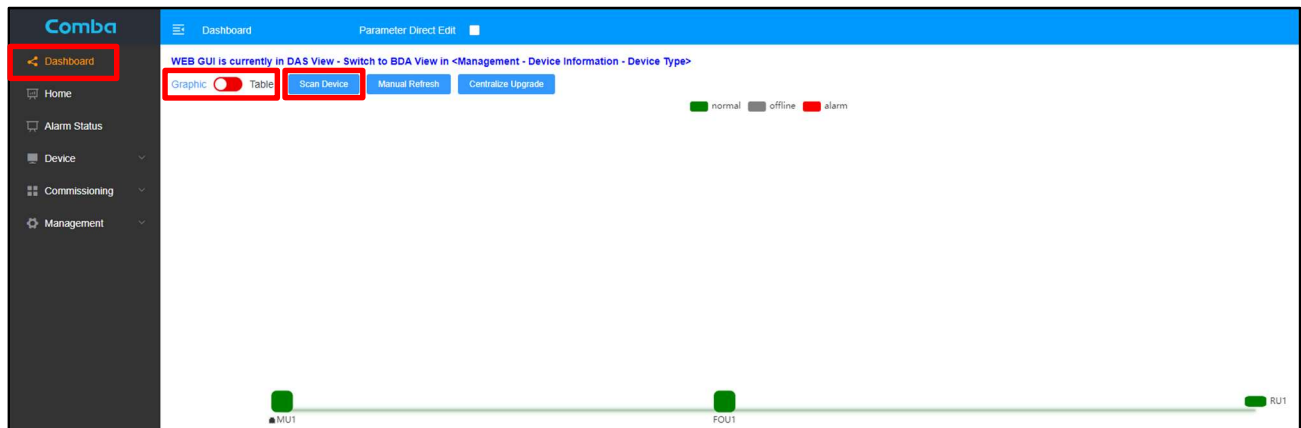 Comba
Dashboard
Parameter Direct Edit
Dashboard
WEB GUI is currently in DAS View - Switch to BDA View in <Management - Device Information - Device Type>
Graphic Table Scan Device Manual Refresh Centralize Upgrade
Home
normal offline alarm
Alarm Status
Device
Commissioning
Management
MU1
FOU1
RU1